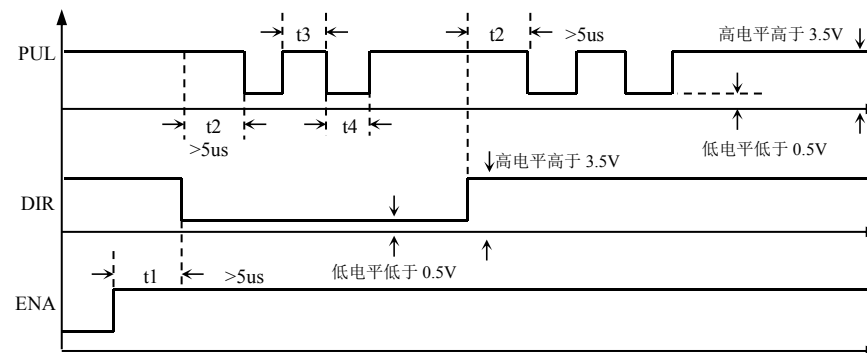 t3
t2
>5us
高电平高于 3.5V
PUL
t2
t4
>5us
低电平低于 0.5V
高电平高于 3.5V
DIR
t1
>5us
低电平低于 0.5V
ENA